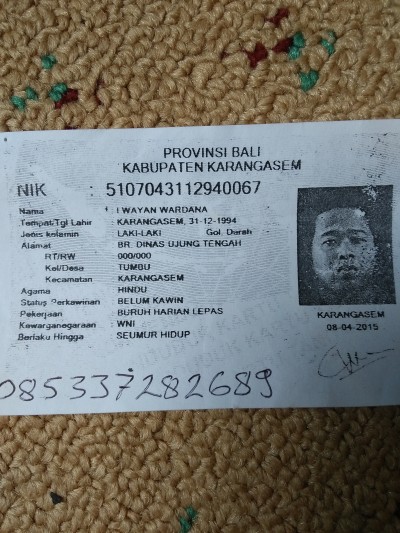 PROVINSI BALI
KABUPATEN KARANGASEM
NIK : 5107043112940067
Nama : I WAYAN WARDANA
Tempat/Tgl Lahir : KARANGASEM, 31-12-1994
Jenis kelamin : LAKI-LAKI Gol. Darah
Alamat : BR. DINAS UJUNG TENGAH
RT/RW : 000/000
Kel/Desa : TUMBU
Kecamatan : KARANGASEM
Agama : HINDU
Status Perkawinan : BELUM KAWIN
Pekerjaan : BURUH HARIAN LEPAS
Kewarganegaraan : WNI
Berlaku Hingga : SEUMUR HIDUP
KARANGASEM
08-04-2015
085337282689